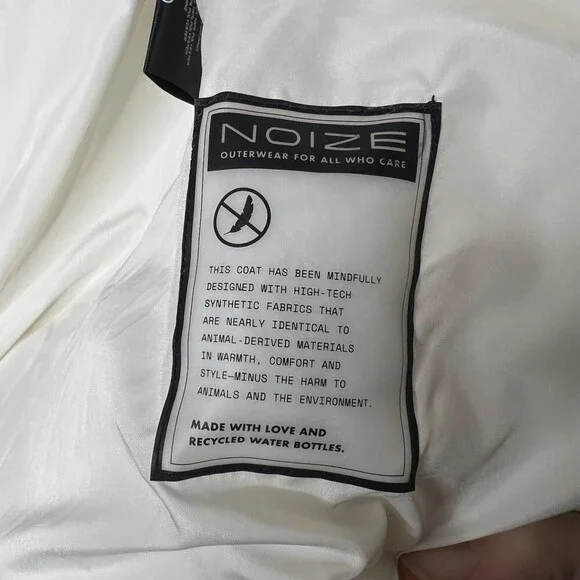 NOIZE
OUTERWEAR FOR ALL WHO CARE
THIS COAT HAS BEEN MINDFULLY
DESIGNED WITH HIGH-TECH
SYNTHETIC FABRICS THAT
ARE NEARLY IDENTICAL TO
ANIMAL-DERIVED MATERIALS
IN WARMTH, COMFORT AND
STYLE—MINUS THE HARM TO
ANIMALS AND THE ENVIRONMENT.
MADE WITH LOVE AND
RECYCLED WATER BOTTLES.